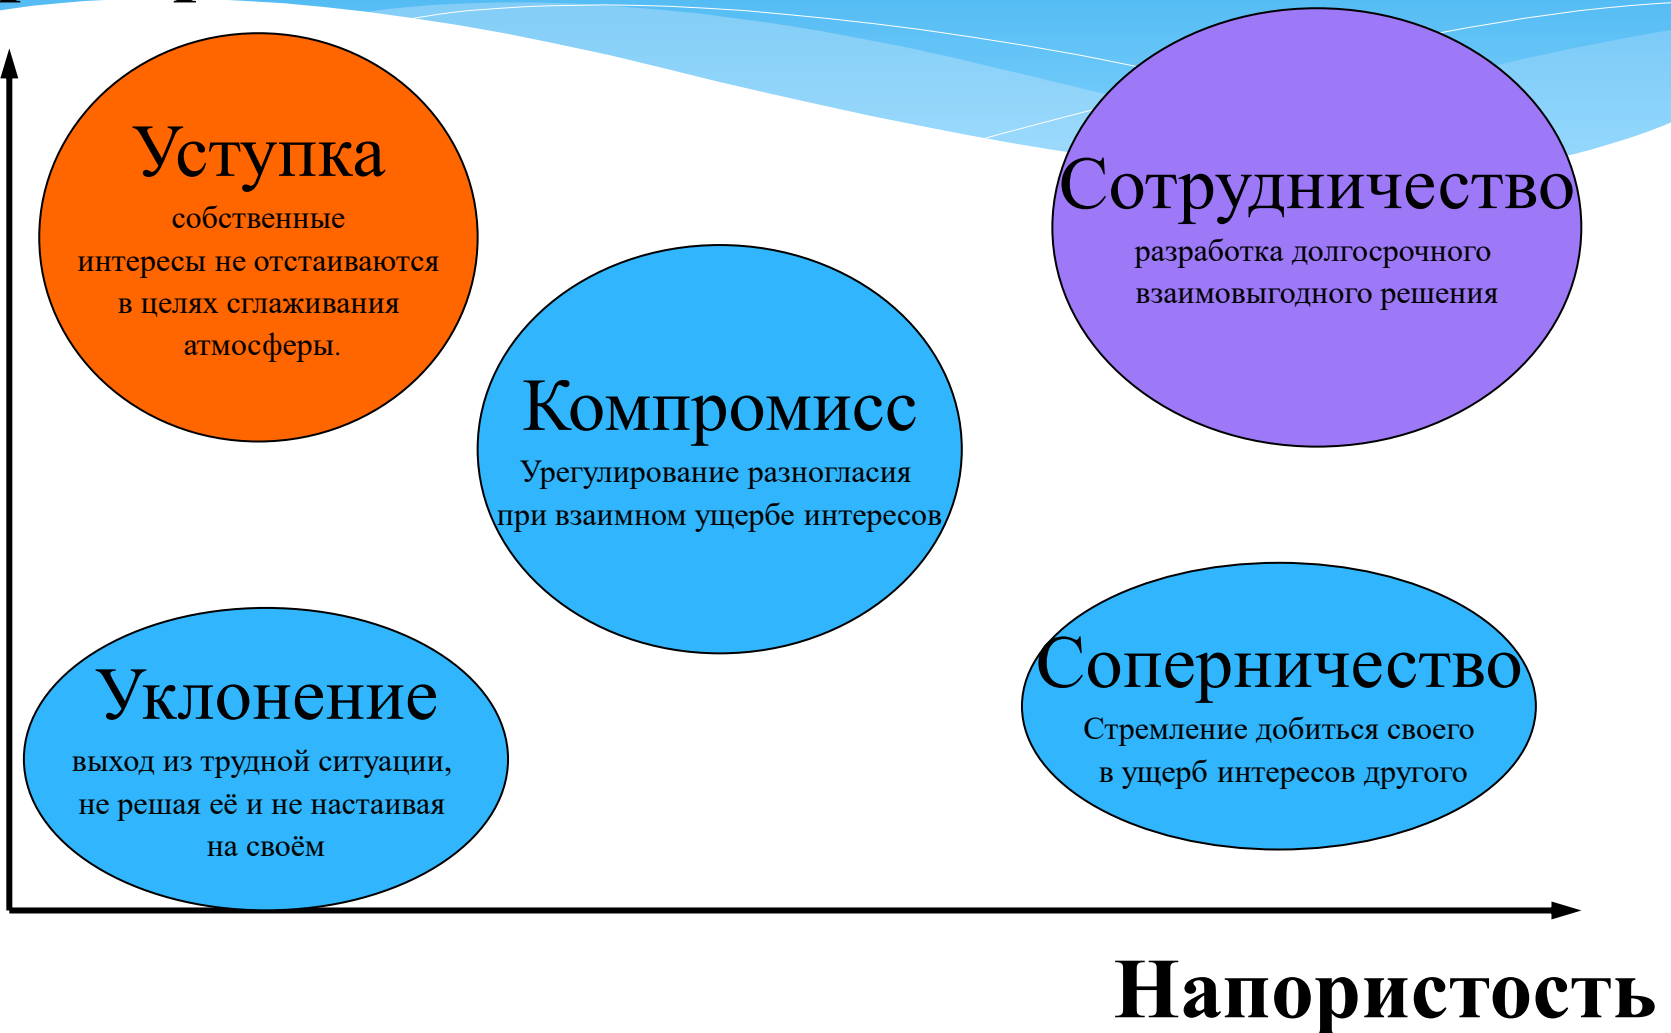 Уступка
собственные
интересы не отстаиваются
в целях сглаживания
атмосферы.
Сотрудничество
разработка долгосрочного
взаимовыгодного решения
Компромисс
Урегулирование разногласия
при взаимном ущербе интересов
Уклонение
выход из трудной ситуации,
не решая её и не настаивая
на своём
Соперничество
Стремление добиться своего
в ущерб интересов другого
Напористость